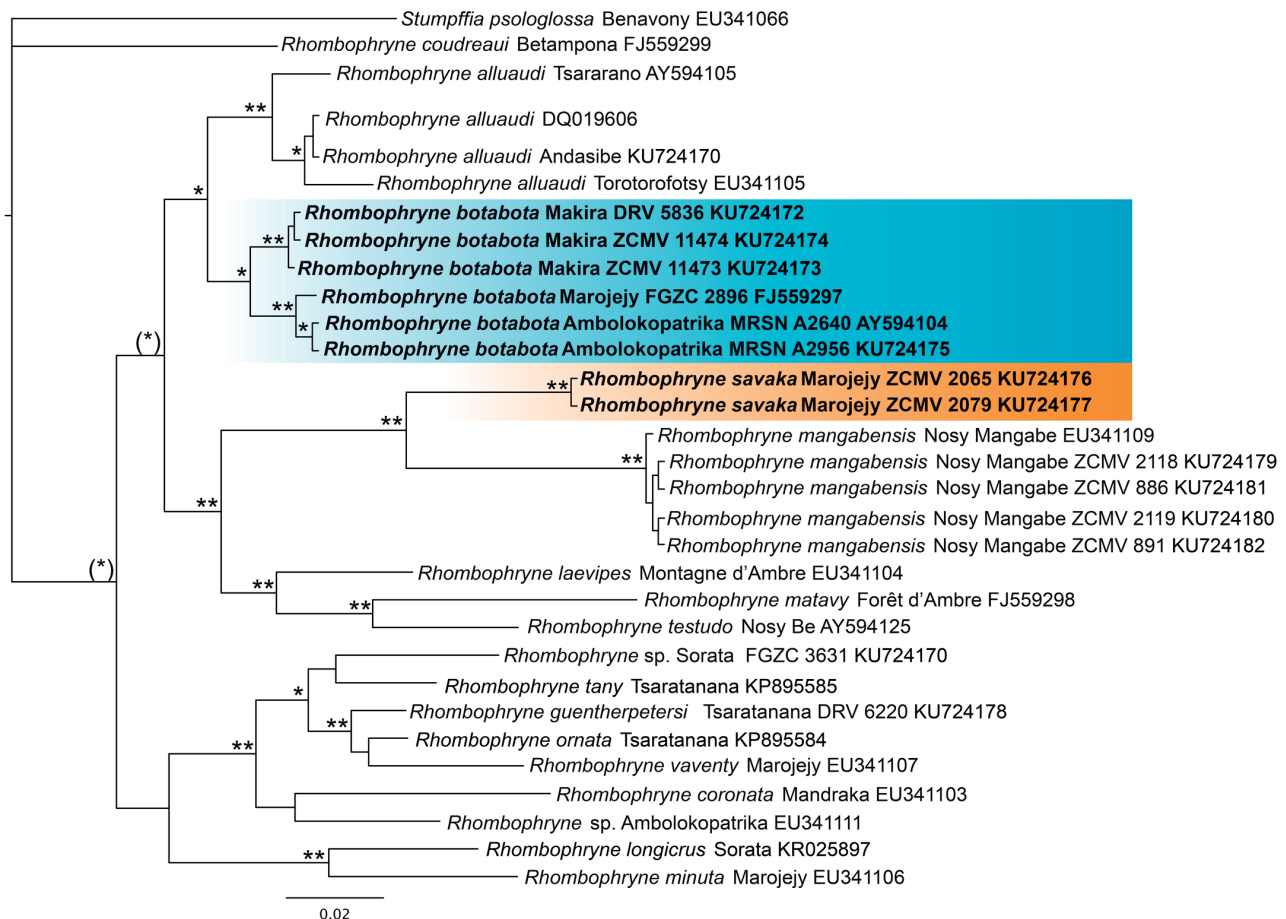 Stumpffia psologlossa Benavony EU341066
Rhombophryne coudreaui Betampona FJ559299
Rhombophryne alluaudi Tsararano AY594105
**
Rhombophryne alluaudi DQ019606
*
Rhombophryne alluaudi Andasibe KU724170
Rhombophryne alluaudi Torotorofotsy EU341105
*
Rhombophryne botabota Makira DRV 5836 KU724172
**
Rhombophryne botabota Makira ZCMV 11474 KU724174
*
Rhombophryne botabota Makira ZCMV 11473 KU724173
**
Rhombophryne botabota Marojejy FGZC 2896 FJ559297
*
Rhombophryne botabota Ambolokopatrika MRSN A2640 AY594104
(*)
Rhombophryne botabota Ambolokopatrika MRSN A2956 KU724175
**
Rhombophryne savaka Marojejy ZCMV 2065 KU724176
Rhombophryne savaka Marojejy ZCMV 2079 KU724177
**
Rhombophryne mangabensis Nosy Mangabe EU341109
**
Rhombophryne mangabensis Nosy Mangabe ZCMV 2118 KU724179
Rhombophryne mangabensis Nosy Mangabe ZCMV 886 KU724181
**
Rhombophryne mangabensis Nosy Mangabe ZCMV 2119 KU724180
Rhombophryne mangabensis Nosy Mangabe ZCMV 891 KU724182
(*)
Rhombophryne laevipes Montagne d'Ambre EU341104
**
Rhombophryne matavy Forêt d'Ambre FJ559298
**
Rhombophryne testudo Nosy Be AY594125
Rhombophryne sp. Sorata FGZC 3631 KU724170
*
Rhombophryne tany Tsaratanana KP895585
Rhombophryne guentherpetersi Tsaratanana DRV 6220 KU724178
**
Rhombophryne ornata Tsaratanana KP895584
**
Rhombophryne vaventy Marojejy EU341107
Rhombophryne coronata Mandraka EU341103
Rhombophryne sp. Ambolokopatrika EU341111
Rhombophryne longicrus Sorata KR025897
**
Rhombophryne minuta Marojejy EU341106
0.02